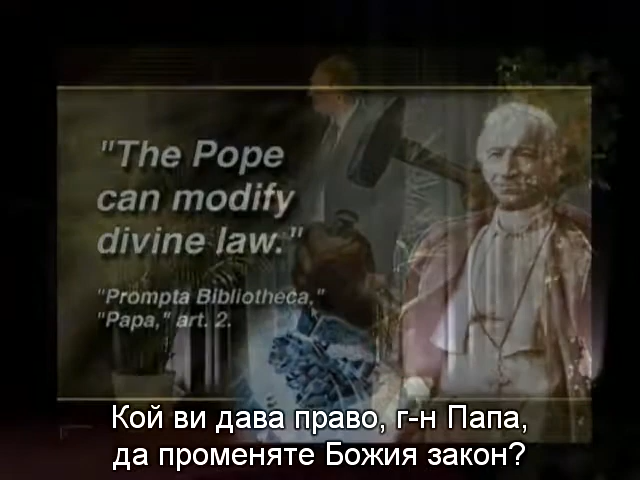 "The Pope
can modify
divine law."
"Prompta Bibliotheca,"
"Papa," art. 2.
Кой ви дава право, г-н Папа,
да променяте Божия закон?